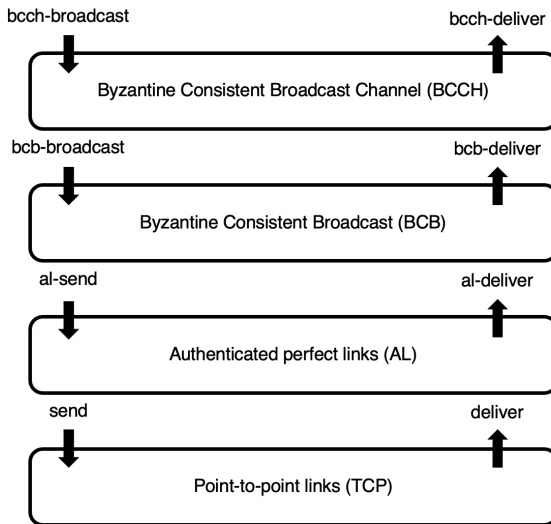 bcch-broadcast bcch-deliver
Byzantine Consistent Broadcast Channel (BCCH)
bcb-broadcast bcb-deliver
Byzantine Consistent Broadcast (BCB)
al-send al-deliver
Authenticated perfect links (AL)
send deliver
Point-to-point links (TCP)